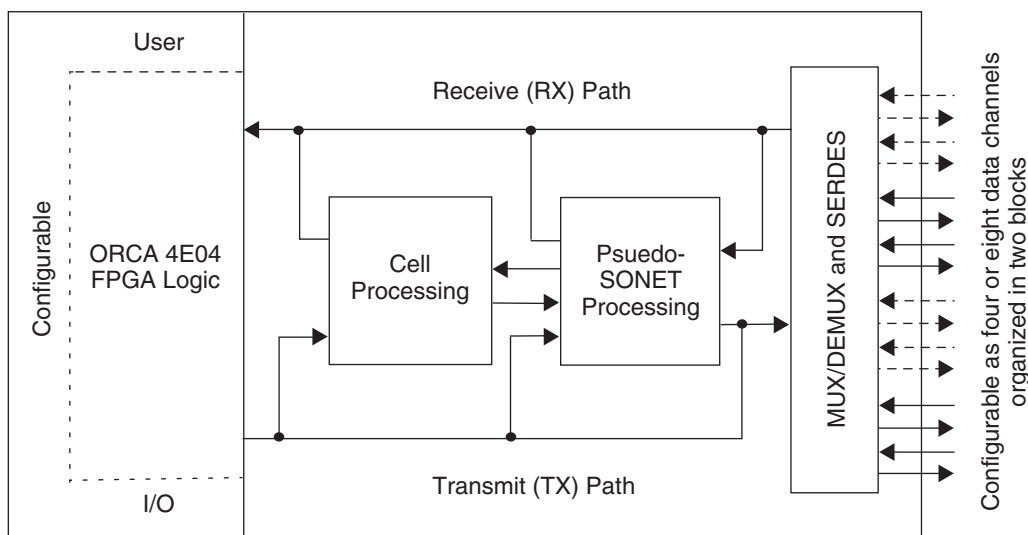 User
Configurable
ORCA 4E04
FPGA Logic
I/O
Receive (RX) Path
Cell
Processing
Psuedo-
SONET
Processing
Transmit (TX) Path
MUX/DEMUX and SERDES
Configurable as four or eight data channels
organized in two blocks